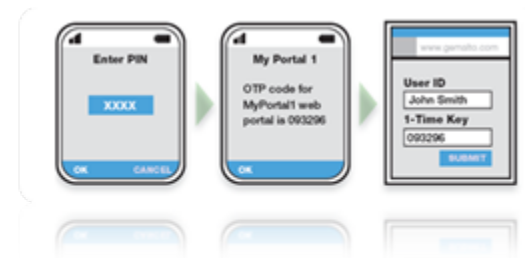 Enter PIN
XXXX
OK CANCEL
My Portal 1
OTP code for
MyPortal1 web
portal is 093296
OK
www.gemalto.com
User ID
John Smith
1-Time Key
093296
SUBMIT